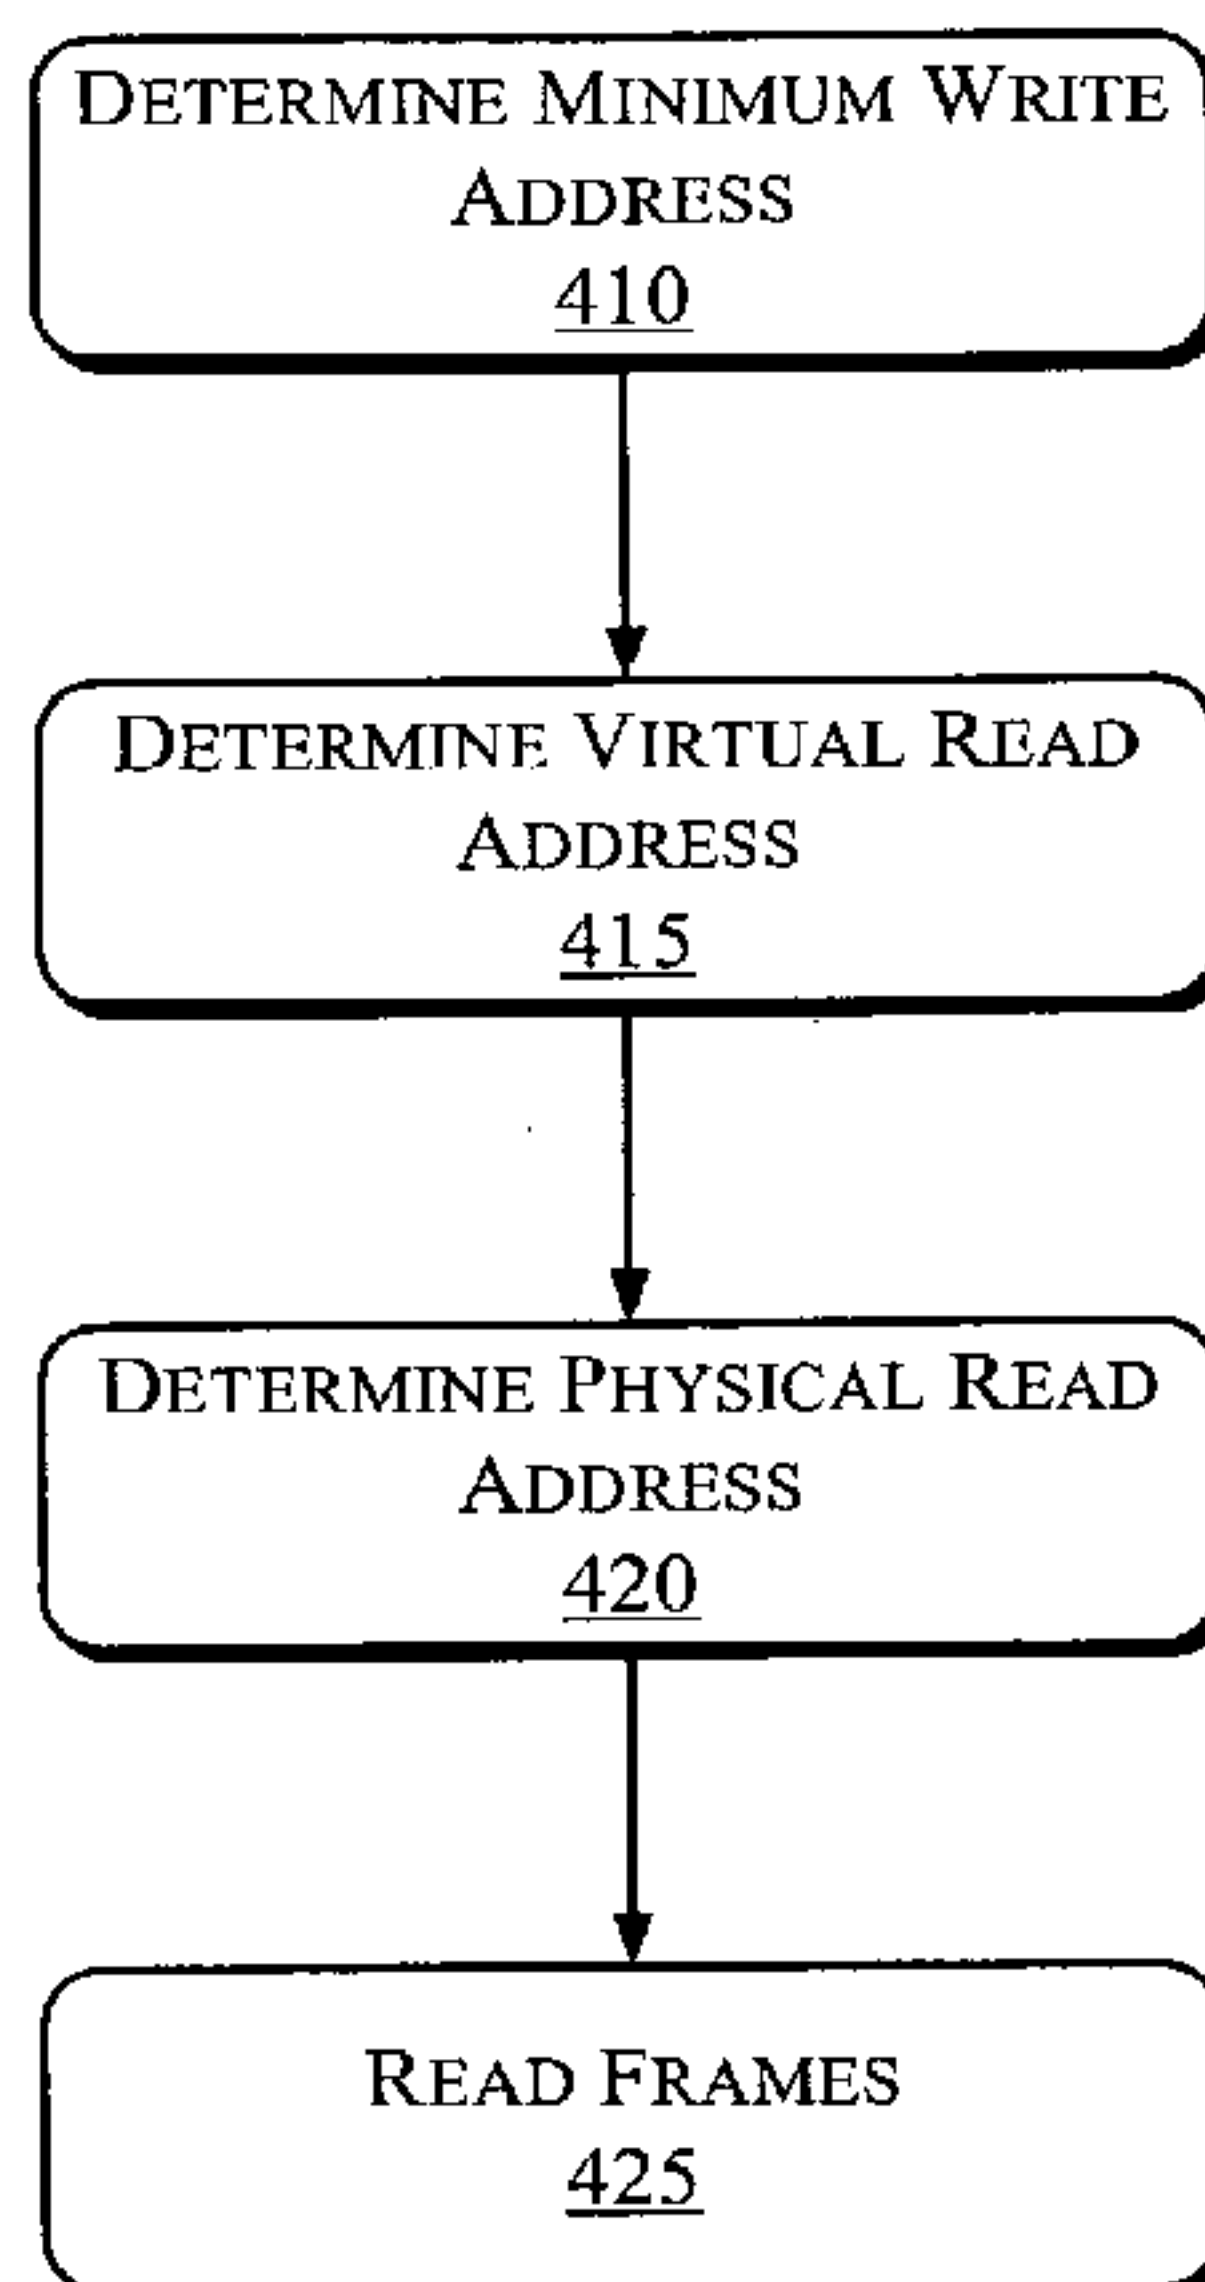 DETERMINE MINIMUM WRITE
ADDRESS
410
DETERMINE VIRTUAL READ
ADDRESS
415
DETERMINE PHYSICAL READ
ADDRESS
420
READ FRAMES
425